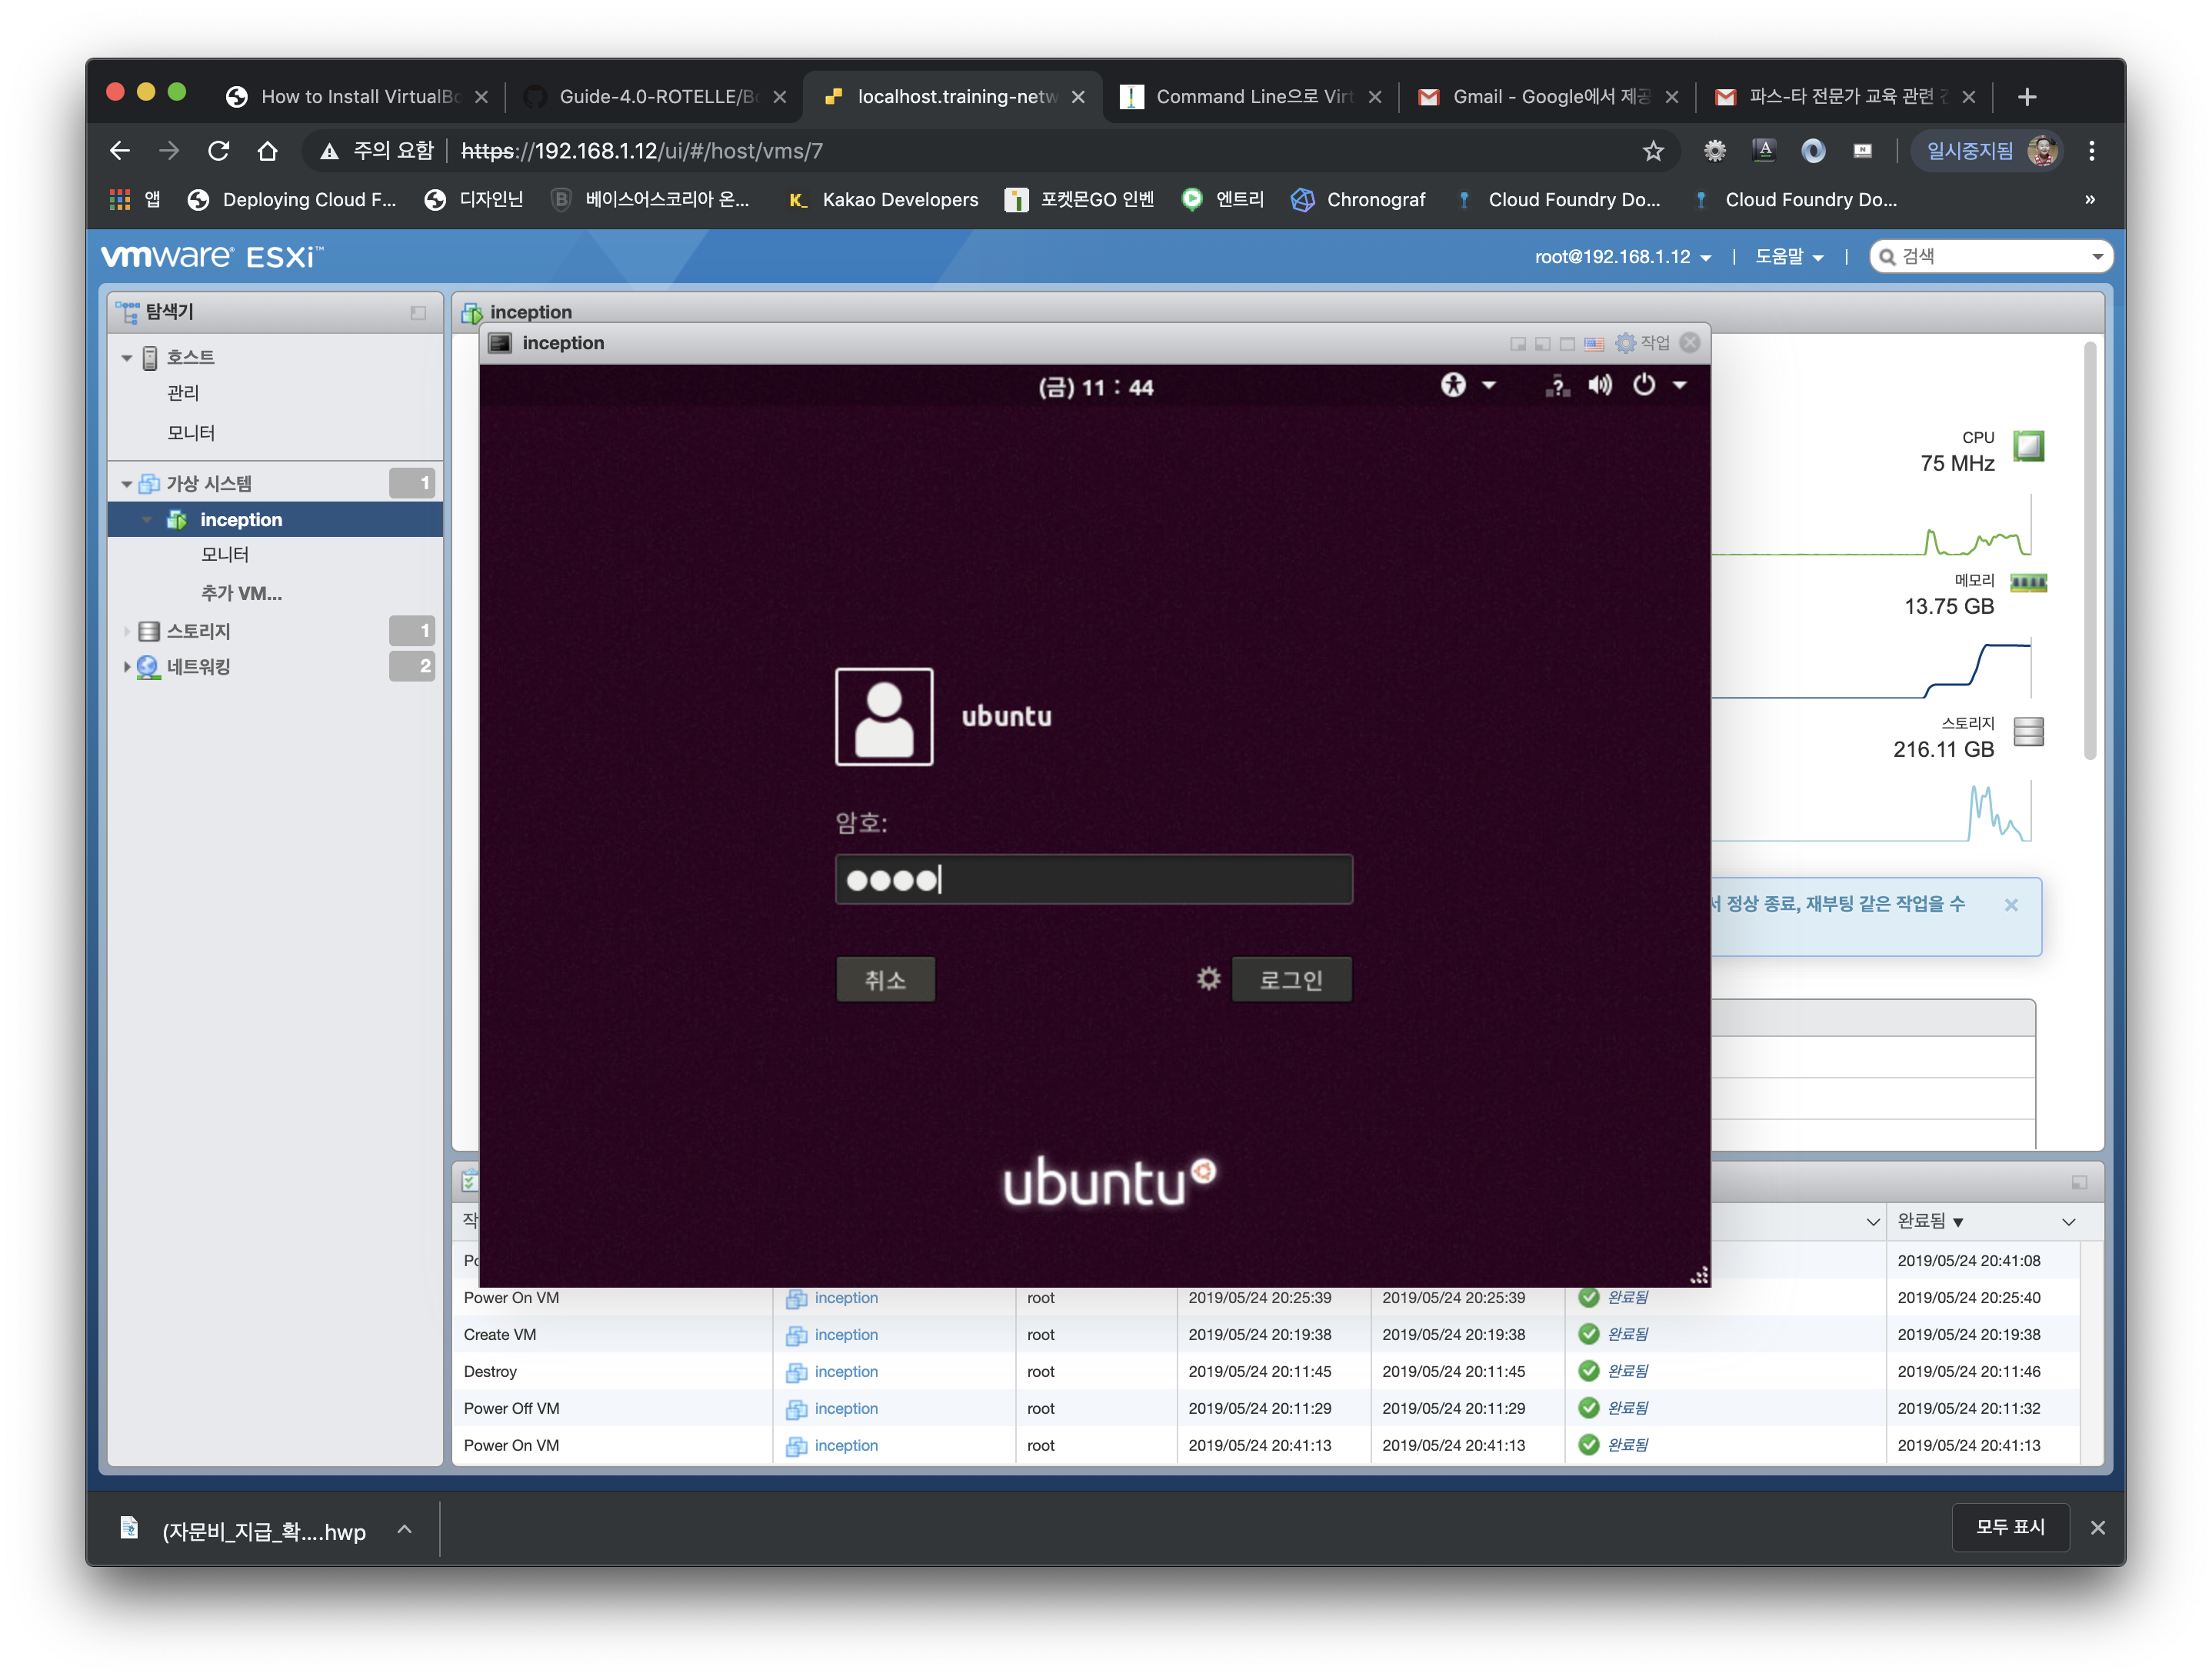 How to Install VirtualBo
Guide-4.0-ROTELLE/Bo
localhost.training-netw
Command Line으로 Virt
Gmail - Google에서 제공
파스-타 전문가 교육 관련
주의 요함
https://192.168.1.12/ui/#/host/vms/7
일시중지됨
앱
Deploying Cloud F...
디자인닌
베이스어스코리아 온...
K_
Kakao Developers
포켓몬GO 인벤
엔트리
Chronograf
Cloud Foundry Do...
Cloud Foundry Do...
»
vmware® ESXi™
root@192.168.1.12
도움말
검색
탐색기
호스트
관리
모니터
가상 시스템 1
inception
모니터
추가 VM...
스토리지 1
네트워킹 2
inception
inception
작업
(금) 11 : 44
ubuntu
암호:
취소
로그인
ubuntu
CPU
75 MHz
메모리
13.75 GB
스토리지
216.11 GB
서 정상 종료, 재부팅 같은 작업을 수
작
완료됨 ▼
Po 2019/05/24 20:41:08
Power On VM inception root 2019/05/24 20:25:39 2019/05/24 20:25:39 완료됨 2019/05/24 20:25:40
Create VM inception root 2019/05/24 20:19:38 2019/05/24 20:19:38 완료됨 2019/05/24 20:19:38
Destroy inception root 2019/05/24 20:11:45 2019/05/24 20:11:45 완료됨 2019/05/24 20:11:46
Power Off VM inception root 2019/05/24 20:11:29 2019/05/24 20:11:29 완료됨 2019/05/24 20:11:32
Power On VM inception root 2019/05/24 20:41:13 2019/05/24 20:41:13 완료됨 2019/05/24 20:41:13
(자문비_지급_확....hwp
모두 표시